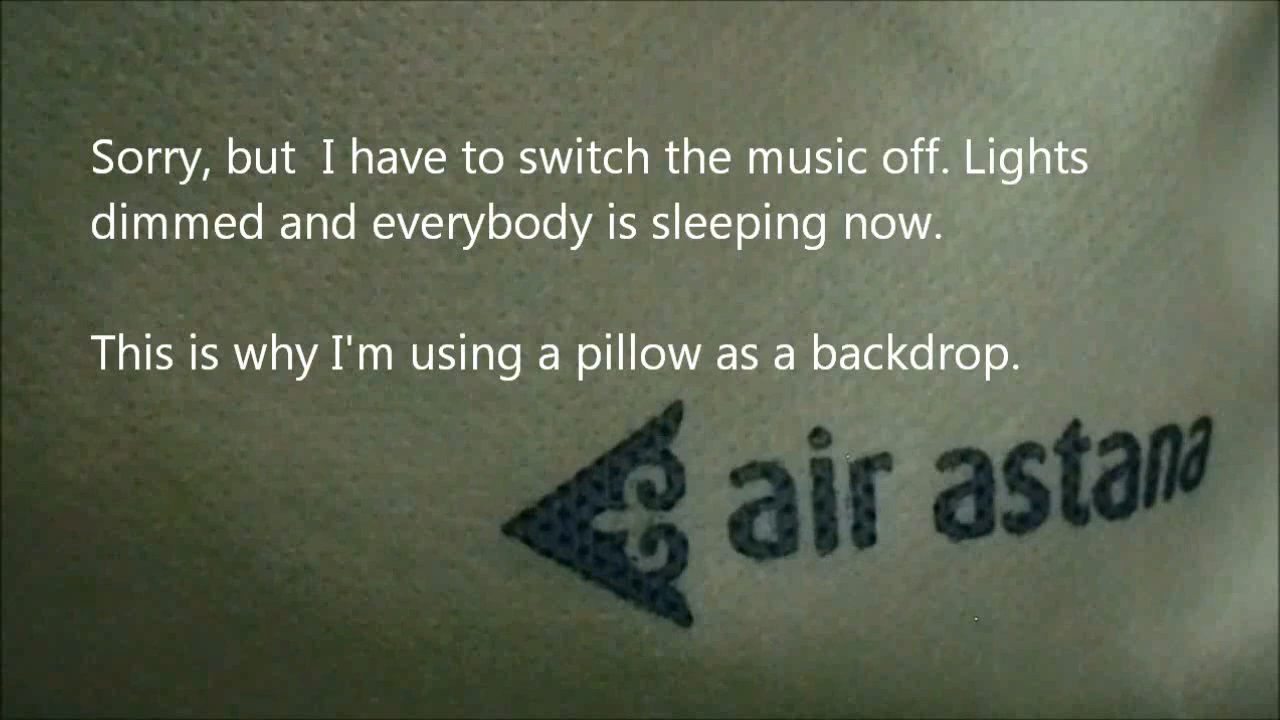 Sorry, but  I have to switch the music off. Lights
dimmed and everybody is sleeping now.
This is why I'm using a pillow as a backdrop.
air astana